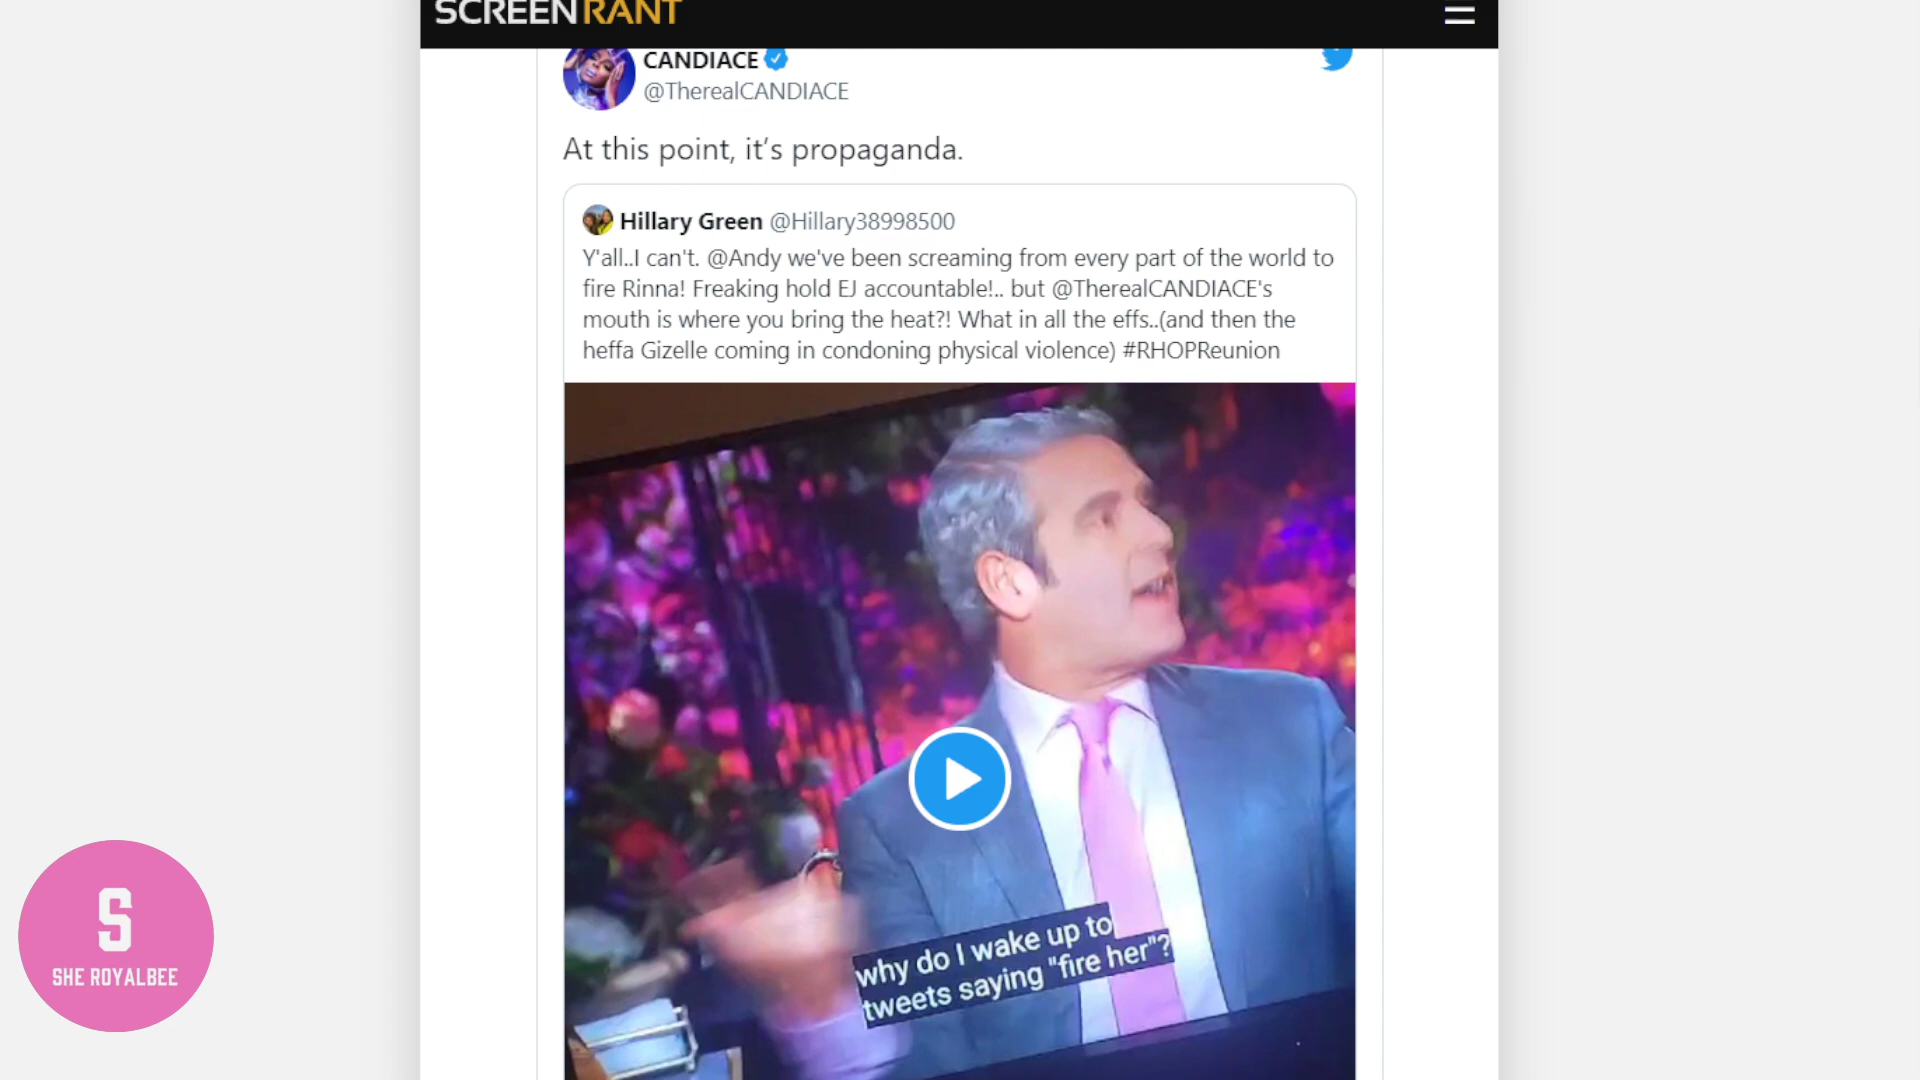 SCREENRANT
CANDIACE
@TherealCANDIACE
At this point, it’s propaganda.
Hillary Green @Hillary38998500
Y'all..I can't. @Andy we've been screaming from every part of the world to
fire Rinna! Freaking hold EJ accountable!.. but @TherealCANDIACE's
mouth is where you bring the heat?! What in all the effs..(and then the
heffa Gizelle coming in condoning physical violence) #RHOPReunion
why do I wake up to
tweets saying "fire her"?
S
SHE ROYALBEE